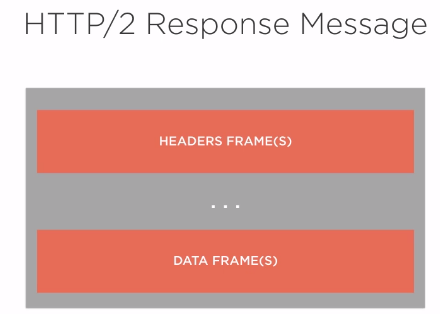 HTTP/2 Response Message
HEADERS FRAME(S)
...
DATA FRAME(S)